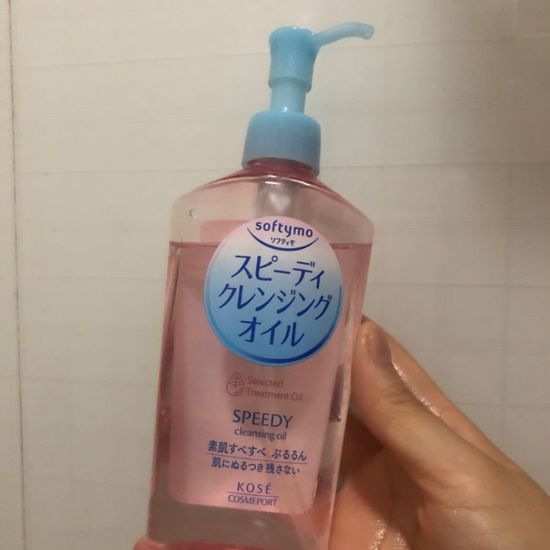 softymo
ソフティモ
スピーディ
クレンジング
オイル
Selected
Treatment Oil
SPEEDY
cleansing oil
素肌すべすべ ぷるるん
肌にぬるつき残さない
KOSÉ
COSMEPORT